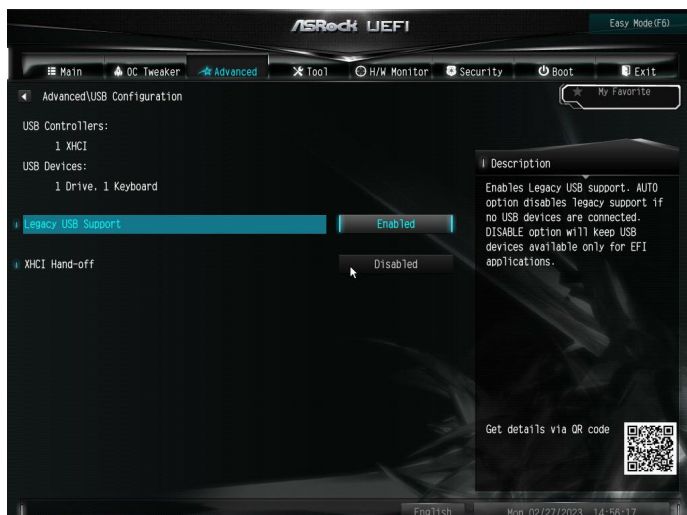 ASRock UEFI
Easy Mode(F6)
Main OC Tweaker Advanced Tool H/W Monitor Security Boot Exit
Advanced\USB Configuration
My Favorite
USB Controllers:
1 XHCI
USB Devices:
1 Drive, 1 Keyboard
Legacy USB Support Enabled
XHCI Hand-off Disabled
Description
Enables Legacy USB support. AUTO
option disables legacy support if
no USB devices are connected.
DISABLE option will keep USB
devices available only for EFI
applications.
Get details via QR code
English Mon 02/27/2023 14:56:17